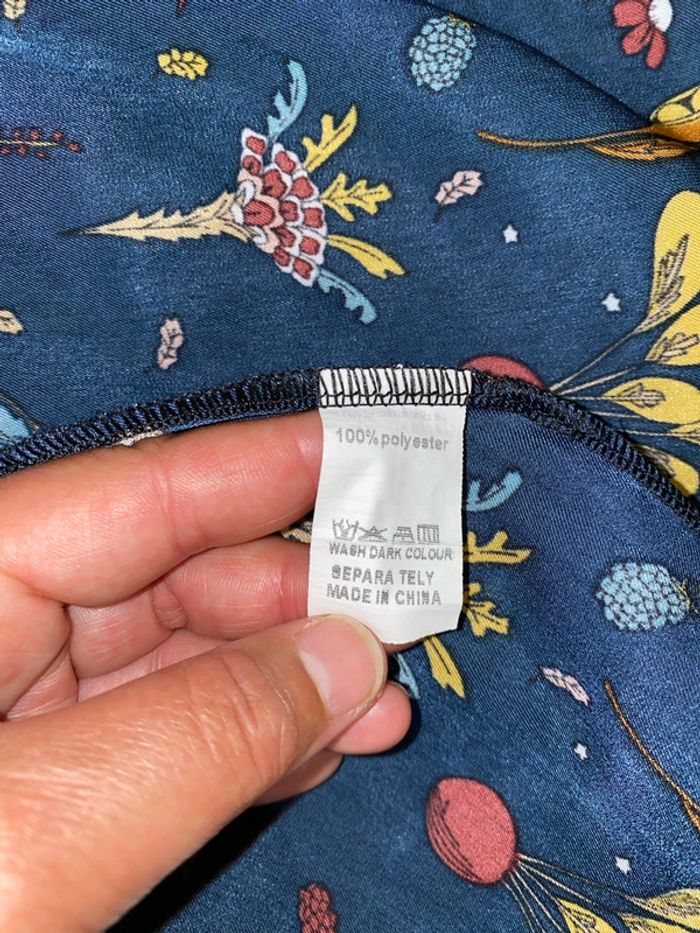 100%polyester
WASH DARK COLOUR
SEPARA TELY
MADE IN CHINA